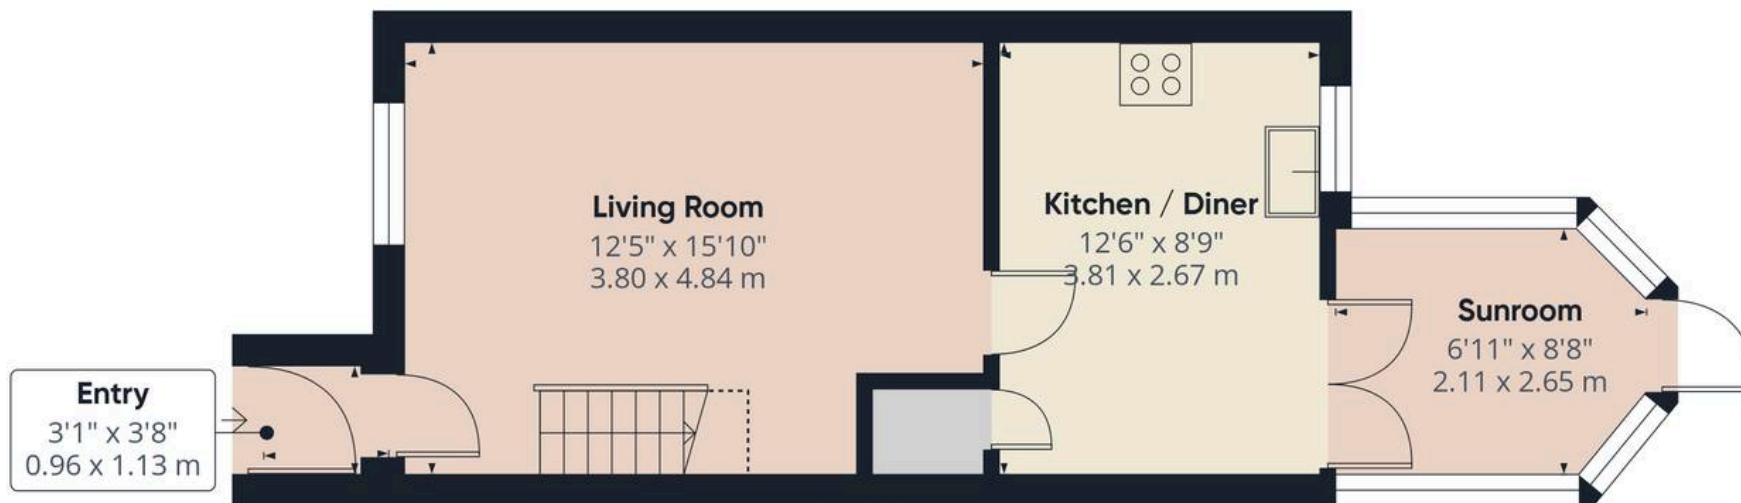 Living Room
12'5" x 15'10"
3.80 x 4.84 m
Kitchen / Diner
12'6" x 8'9"
3.81 x 2.67 m
Sunroom
6'11" x 8'8"
2.11 x 2.65 m
Entry
3'1" x 3'8"
0.96 x 1.13 m